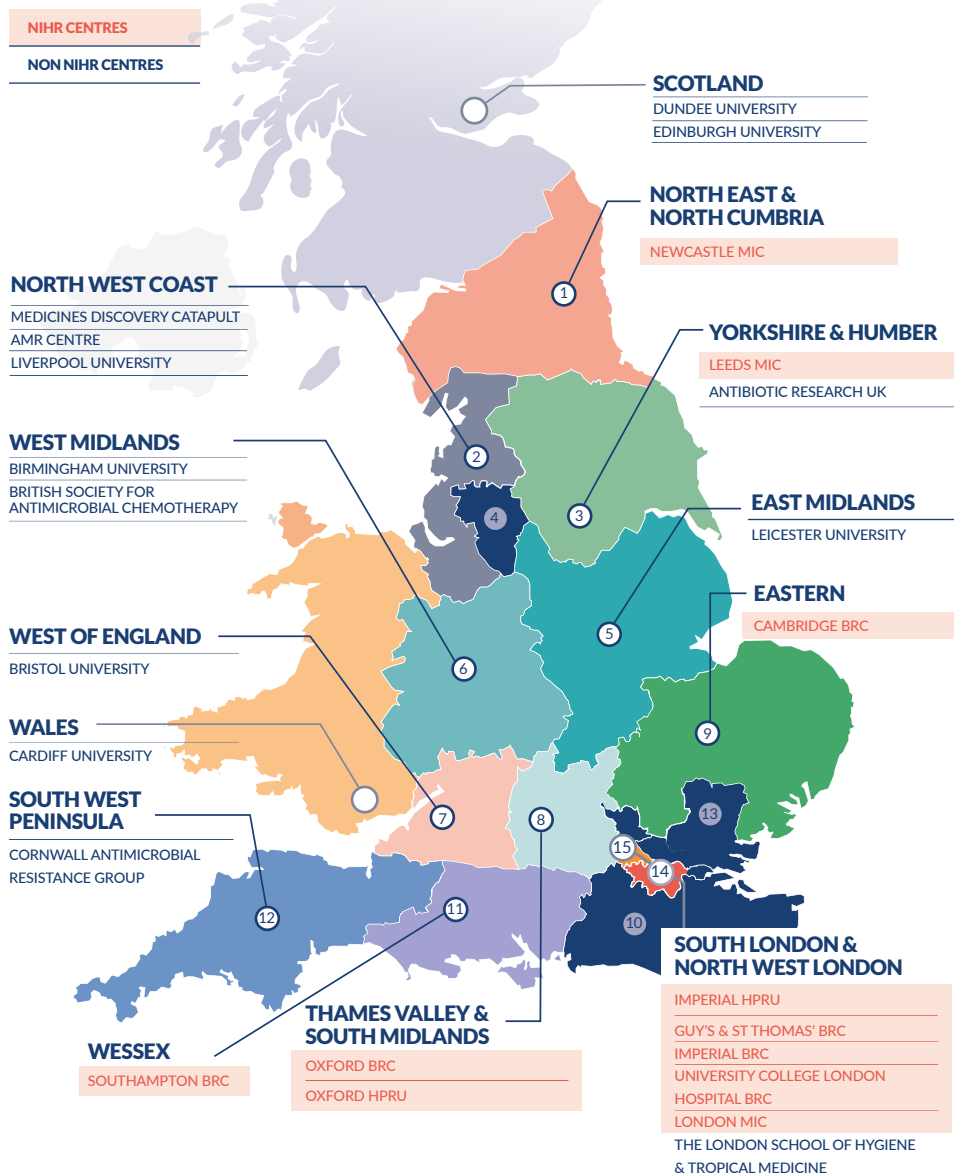 NIHR CENTRES
NON NIHR CENTRES
SCOTLAND
DUNDEE UNIVERSITY
EDINBURGH UNIVERSITY
NORTH EAST &
NORTH CUMBRIA
NEWCASTLE MIC
NORTH WEST COAST
MEDICINES DISCOVERY CATAPULT
AMR CENTRE
LIVERPOOL UNIVERSITY
YORKSHIRE & HUMBER
LEEDS MIC
ANTIBIOTIC RESEARCH UK
WEST MIDLANDS
BIRMINGHAM UNIVERSITY
BRITISH SOCIETY FOR
ANTIMICROBIAL CHEMOTHERAPY
EAST MIDLANDS
LEICESTER UNIVERSITY
EASTERN
CAMBRIDGE BRC
WEST OF ENGLAND
BRISTOL UNIVERSITY
WALES
CARDIFF UNIVERSITY
SOUTH WEST
PENINSULA
CORNWALL ANTIMICROBIAL
RESISTANCE GROUP
1
2
3
4
5
6
7
8
9
10
11
12
13
14
15
WESSEX
SOUTHAMPTON BRC
THAMES VALLEY &
SOUTH MIDLANDS
OXFORD BRC
OXFORD HPRU
SOUTH LONDON &
NORTH WEST LONDON
IMPERIAL HPRU
GUY'S & ST THOMAS' BRC
IMPERIAL BRC
UNIVERSITY COLLEGE LONDON
HOSPITAL BRC
LONDON MIC
THE LONDON SCHOOL OF HYGIENE
& TROPICAL MEDICINE